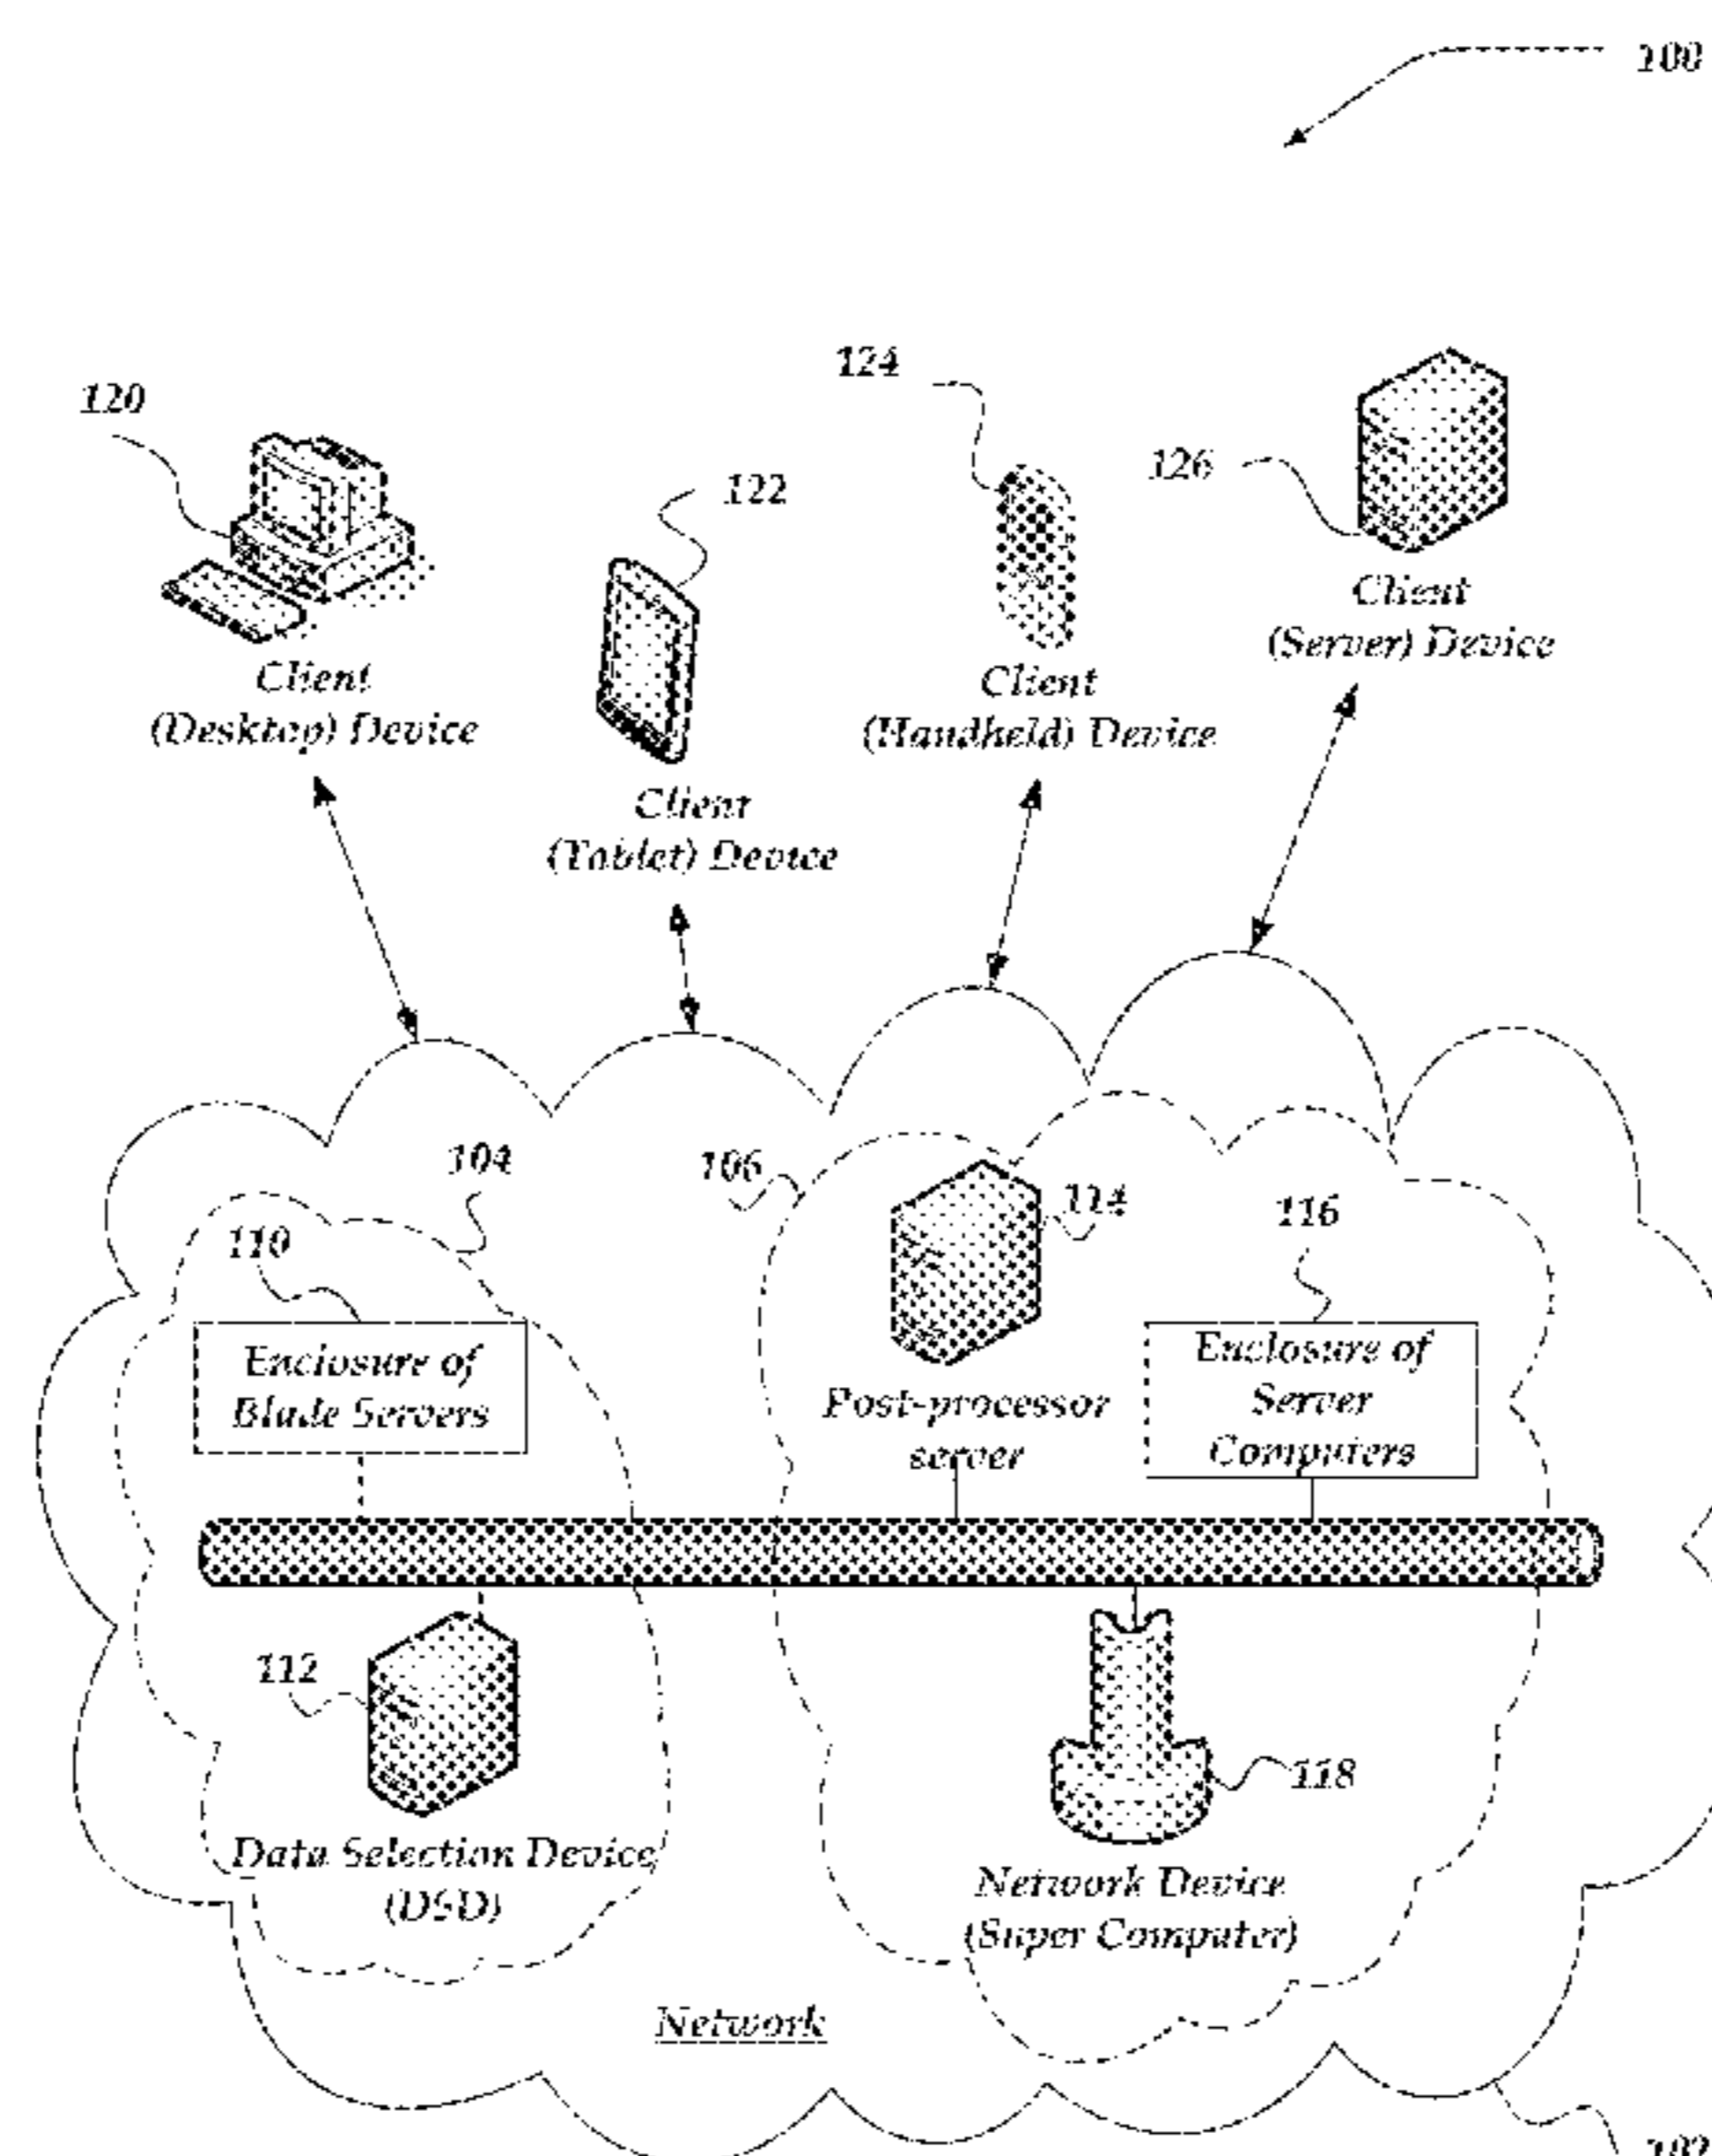 100
124
120
126
122
Client
(Server) Device
Client
(Desktop) Device
Client
(Handheld) Device
Client
(Tablet) Device
104
106
114
116
110
Enclosure of
Blade Servers
Post-processor
server
Enclosure of
Server
Computers
112
118
Data Selection Device
(DSD)
Network Device
(Super Computer)
Network